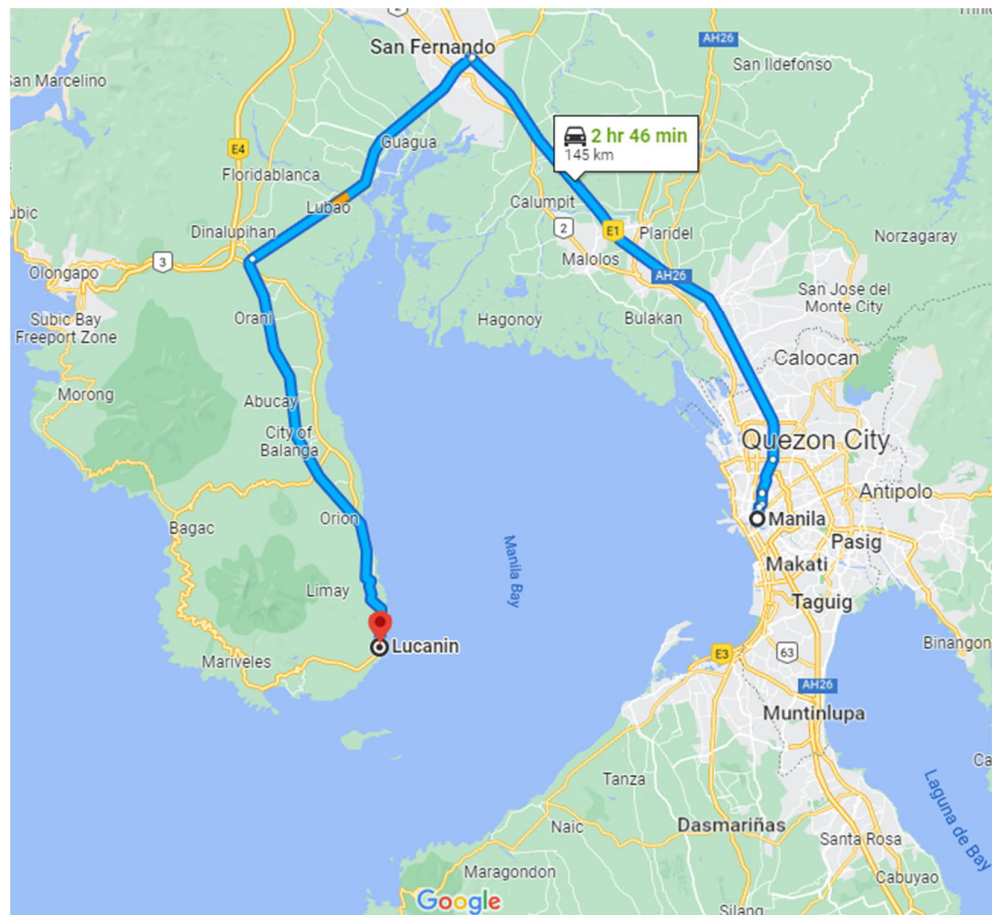 2
AH26
San Fernando
San Ildefonso
San Marcelino
2 hr 46 min
145 km
Guagua
E4
Floridablanca
Calumpit
Lubao
Dinalupihan
2
E1
Plaridel
Norzagaray
3
Malolos
Olongapo
AH26
San Jose del
Monte City
Subic Bay
Freeport Zone
Orani
Hagonoy
Bulakan
Caloocan
Morong
Abucay
City of
Balanga
Quezon City
Antipolo
Orion
Manila
Bagac
Pasig
Manila Bay
Makati
Limay
Taguig
Lucanin
Binangon
Mariveles
E3
63
AH26
Muntinlupa
Tanza
Laguna de Bay
Naic
Dasmariñas
Santa Rosa
Maragondon
Cabuyao
Google
Silang